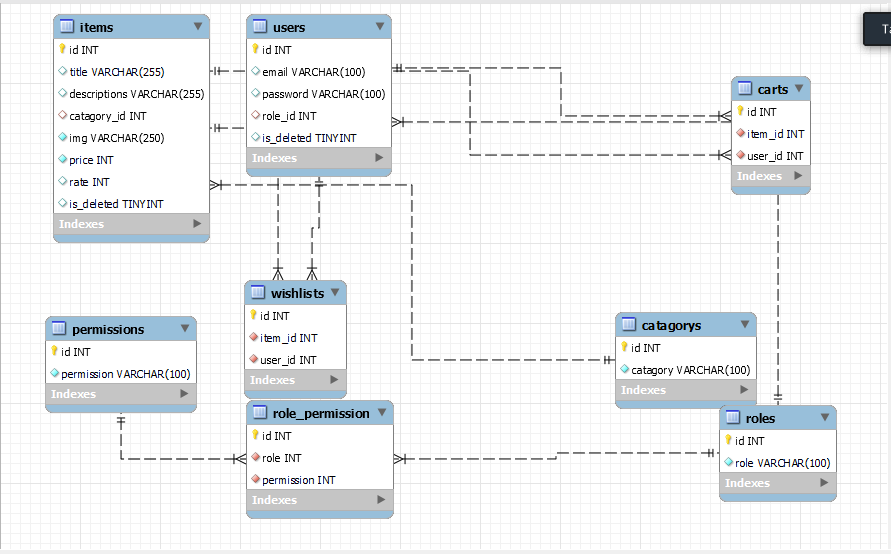 items
id INT
title VARCHAR(255)
descriptions VARCHAR(255)
catagory_id INT
img VARCHAR(250)
price INT
rate INT
is_deleted TINYINT
Indexes
users
id INT
email VARCHAR(100)
password VARCHAR(100)
role_id INT
is_deleted TINYINT
Indexes
Ta
carts
id INT
item_id INT
user_id INT
Indexes
wishlists
id INT
item_id INT
user_id INT
Indexes
permissions
id INT
permission VARCHAR(100)
Indexes
catagorys
id INT
catagory VARCHAR(100)
Indexes
role_permission
id INT
role INT
permission INT
Indexes
roles
id INT
role VARCHAR(100)
Indexes